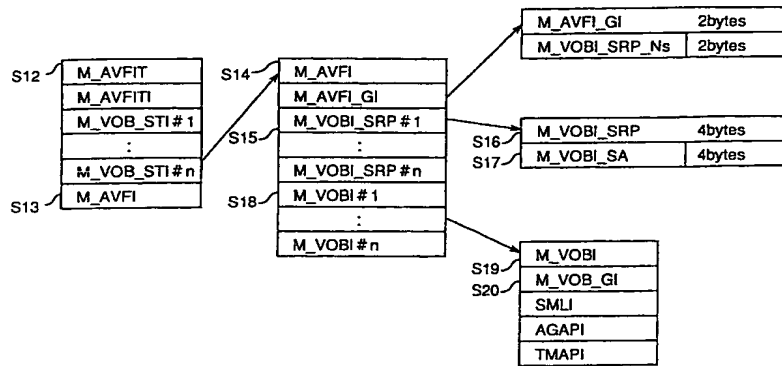 S12
M_AVFIT
M_AVFITI
M_VOB_STI#1
:
M_VOB_STI#n
S13
M_AVFI
S14
M_AVFI
M_AVFI_GI
S15
M_VOBI_SRP#1
:
M_VOBI_SRP#n
S18
M_VOBI#1
:
M_VOBI#n
M_AVFI_GI 2bytes
M_VOBI_SRP_Ns 2bytes
S16
M_VOBI_SRP 4bytes
S17
M_VOBI_SA 4bytes
S19
M_VOBI
S20
M_VOB_GI
SMLI
AGAPI
TMAPI